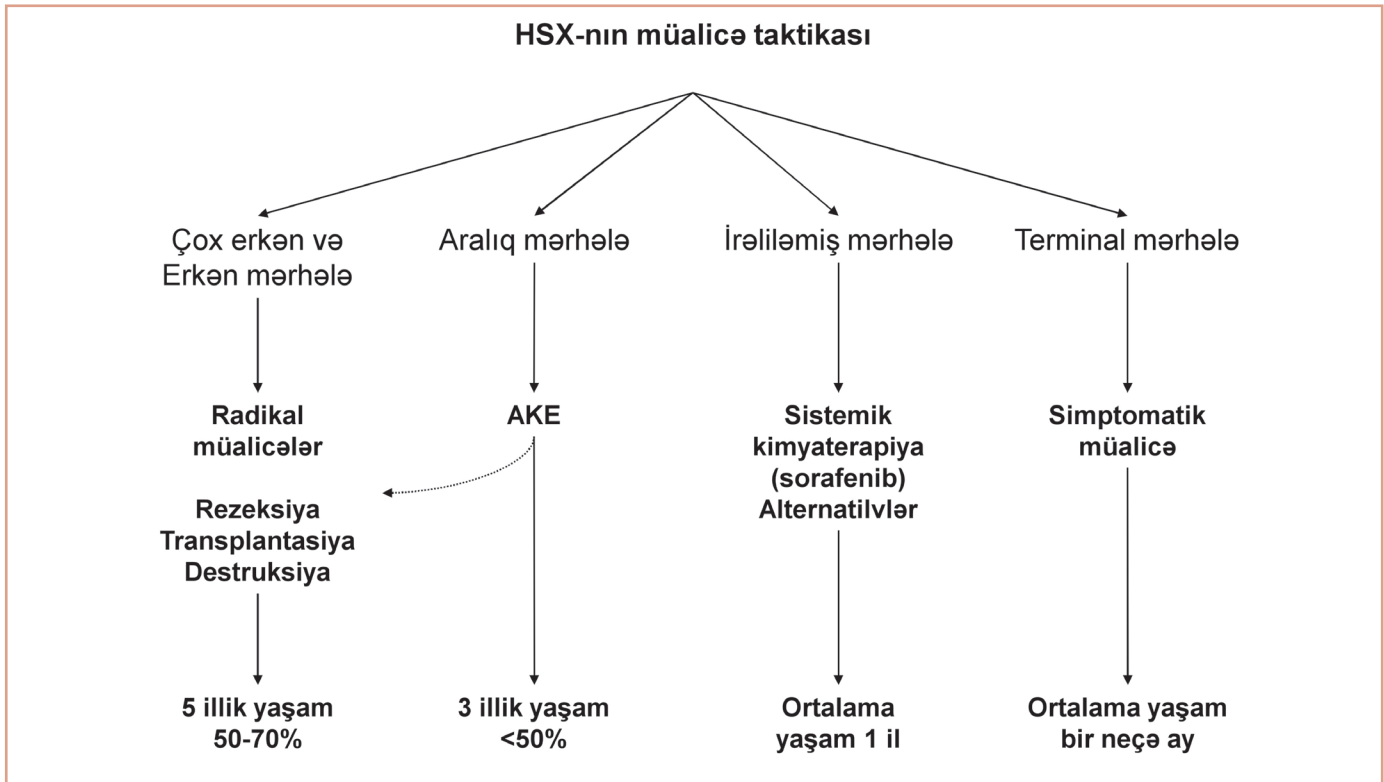 HSX-nın müalicə taktikası
Çox erkən və
Erkən mərhələ
Aralıq mərhələ
İrəliləmiş mərhələ
Terminal mərhələ
Radikal
müalicələr
Rezeksiya
Transplantasiya
Destruksiya
AKE
Sistemik
kimyaterapiya
(sorafenib)
Alternatilvlər
Simptomatik
müalicə
5 illik yaşam
50-70%
3 illik yaşam
<50%
Ortalama
yaşam 1 il
Ortalama yaşam
bir neçə ay